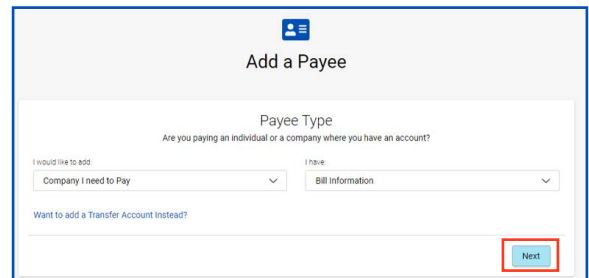 Add a Payee
Payee Type
Are you paying an individual or a company where you have an account?
I would like to add:
I have:
Company I need to Pay
Bill Information
Want to add a Transfer Account Instead?
Next